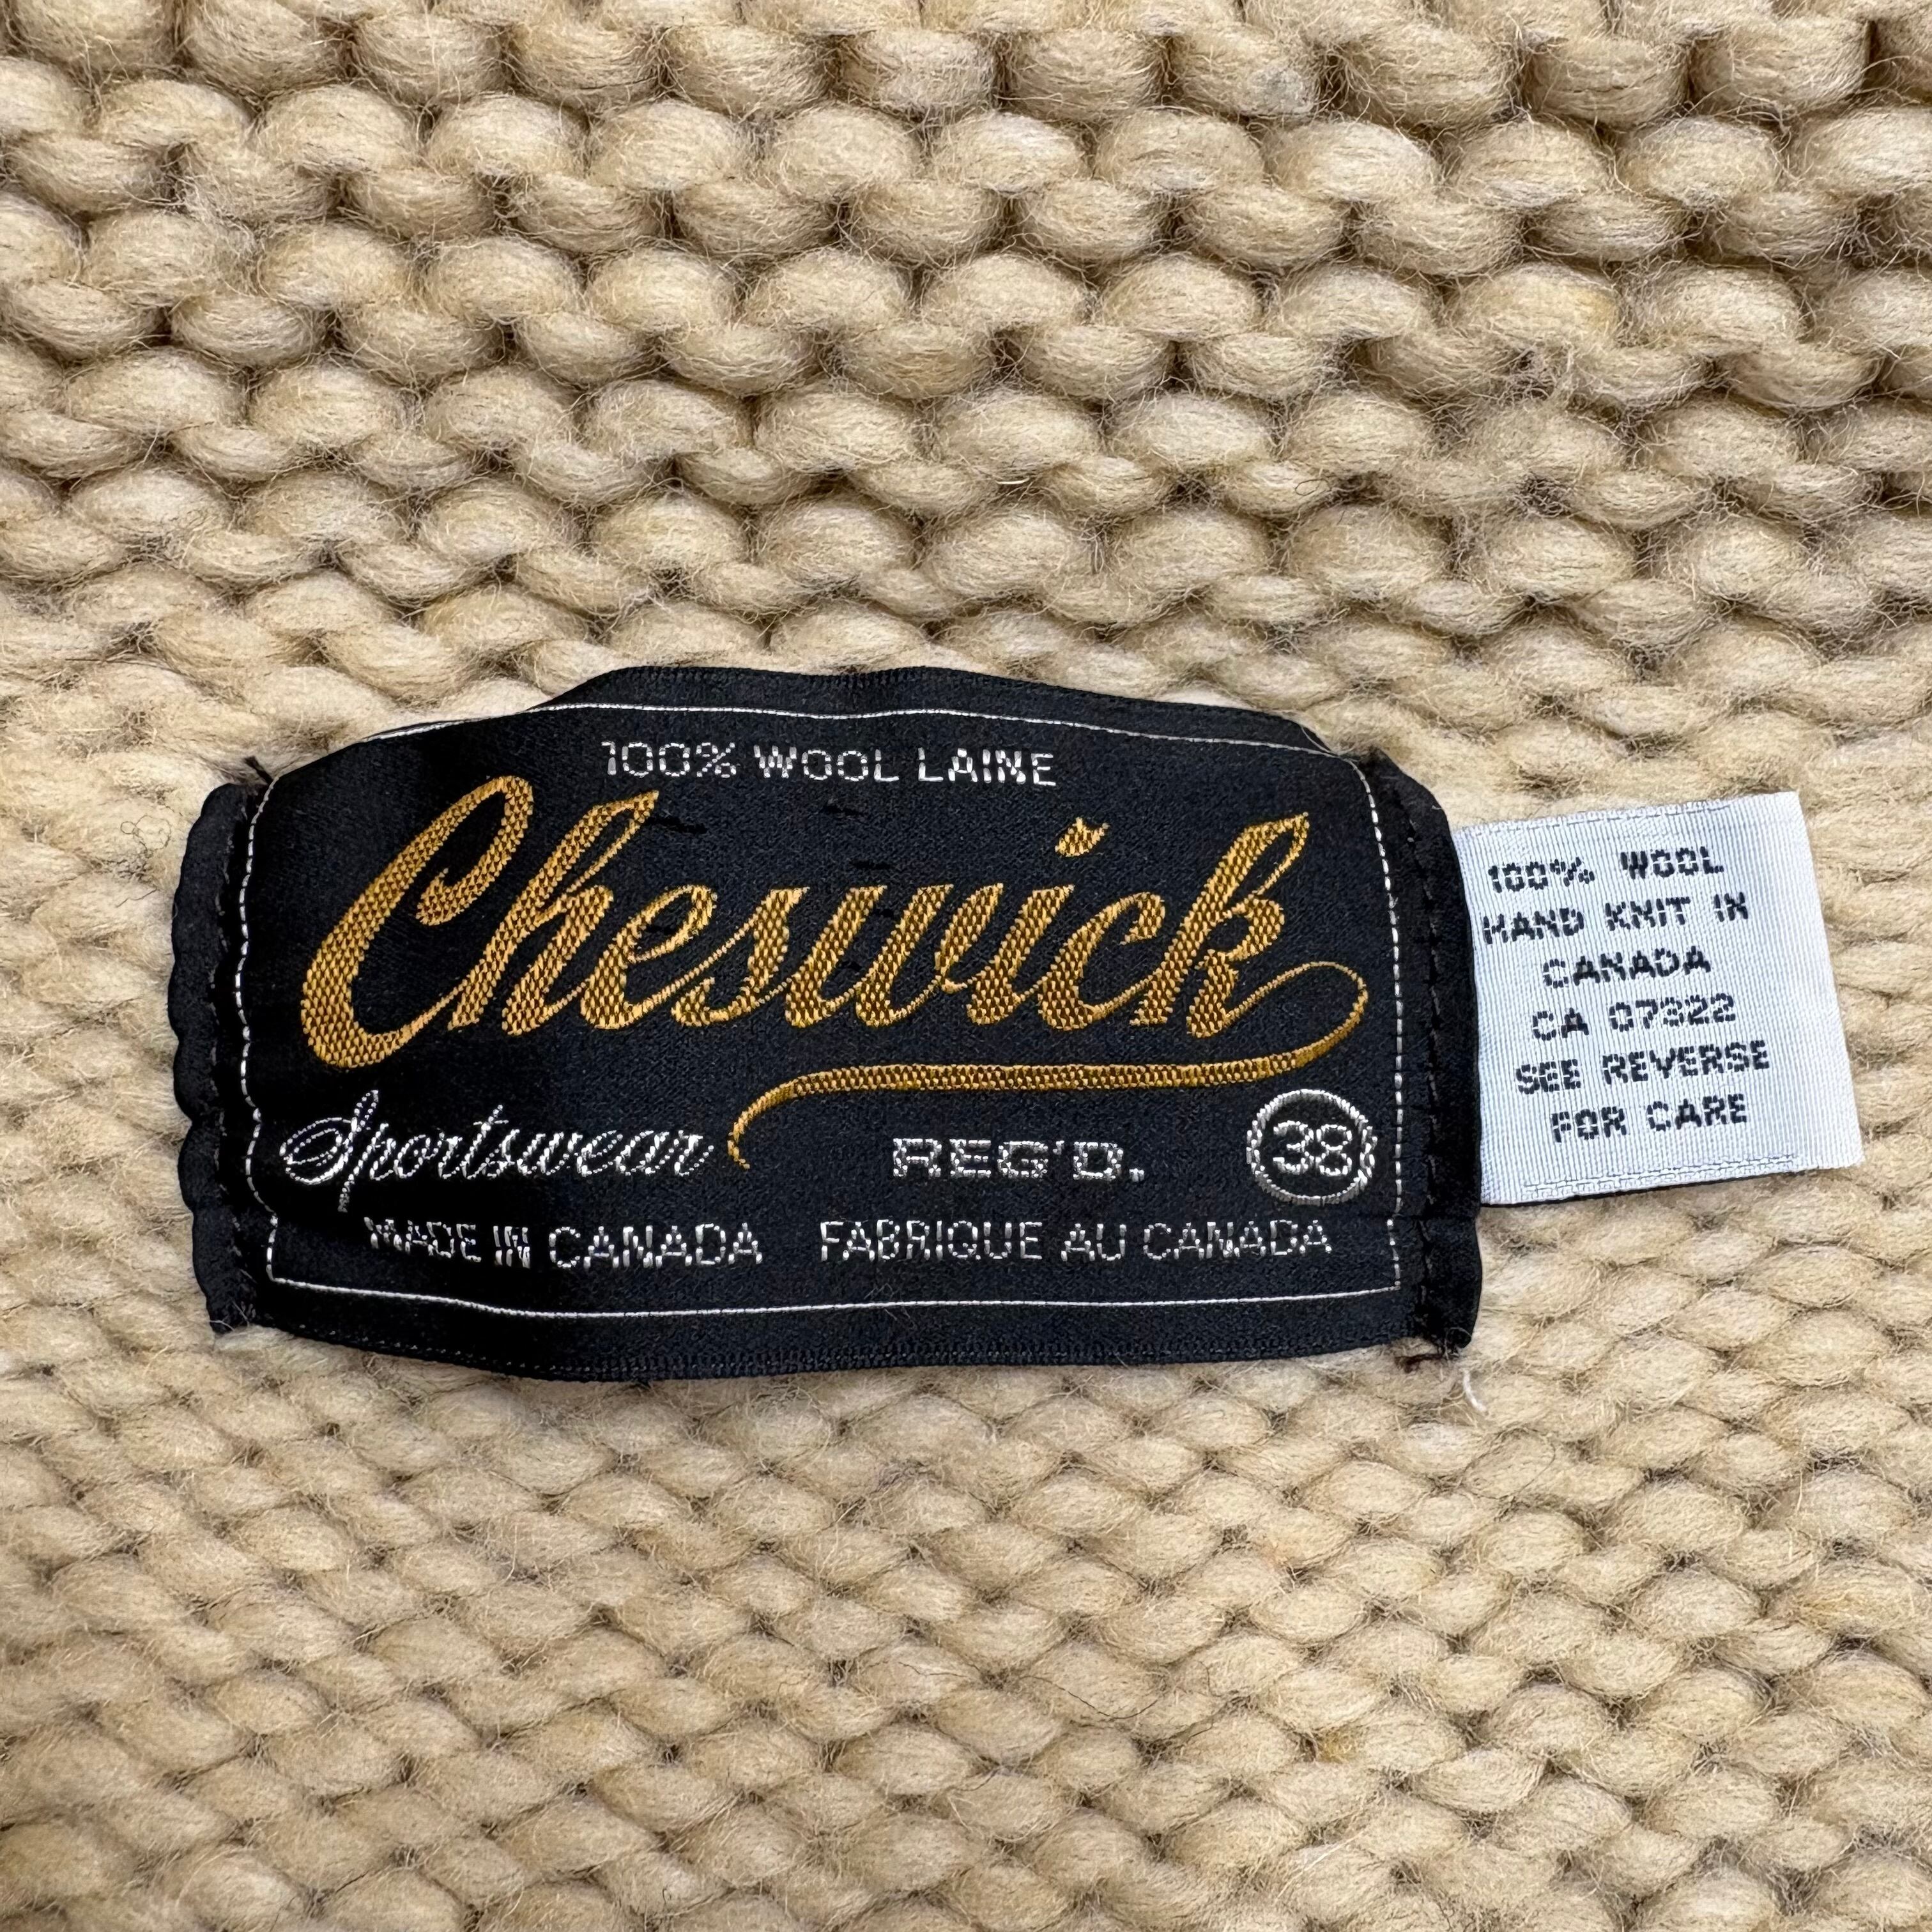 100% WOOL LAINE
Cheswick
Sportswear REG'D. 38
MADE IN CANADA FABRIQUE AU CANADA
100% WOOL
HAND KNIT IN
CANADA
CA 07322
SEE REVERSE
FOR CARE